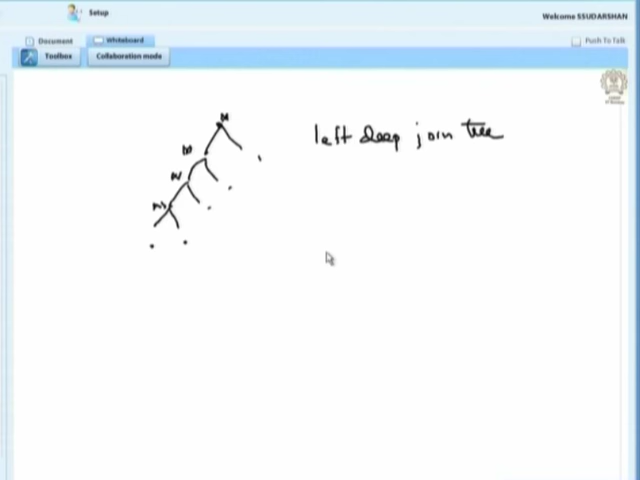 Setup
Welcome SSUDARSHAN
Document
Whiteboard
Push To Talk
Toolbox
Collaboration mode
left deep join tree